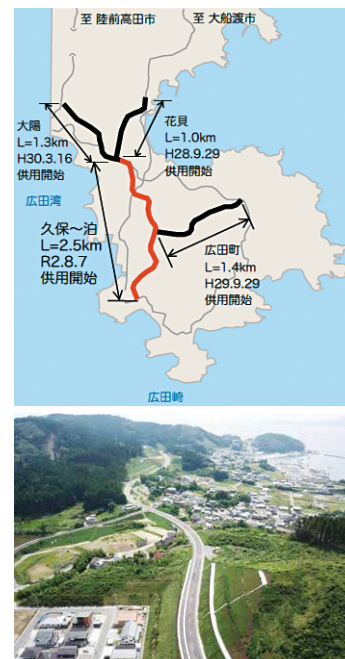 至 陸前高田市
至 大船渡市
大陽
L=1.3km
H30.3.16
供用開始
花貝
L=1.0km
H28.9.29
供用開始
広田湾
久保～泊
L=2.5km
R2.8.7
供用開始
広田町
L=1.4km
H29.9.29
供用開始
広田崎